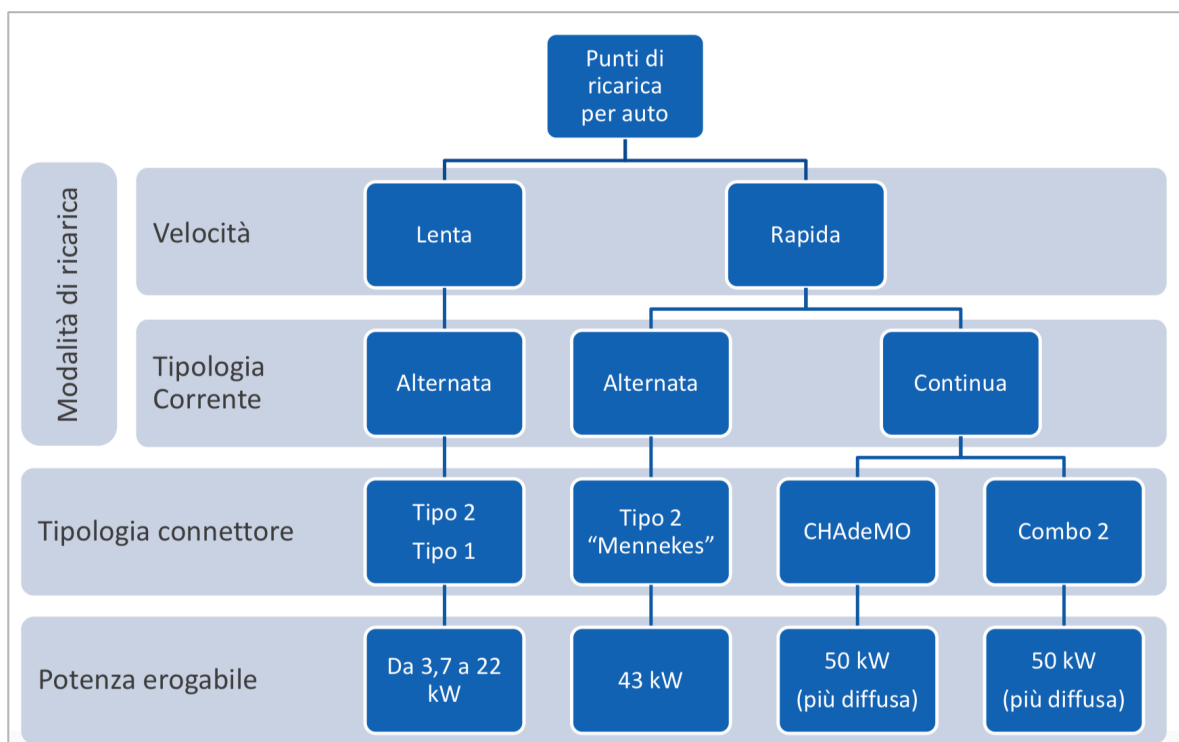 Punti di
ricarica
per auto
Modalità di ricarica
Velocità
Lenta
Rapida
Tipologia
Corrente
Alternata
Alternata
Continua
Tipologia connettore
Tipo 2
Tipo 1
Tipo 2
“Mennekes”
CHAdeMO
Combo 2
Potenza erogabile
Da 3,7 a 22
kW
43 kW
50 kW
(più diffusa)
50 kW
(più diffusa)